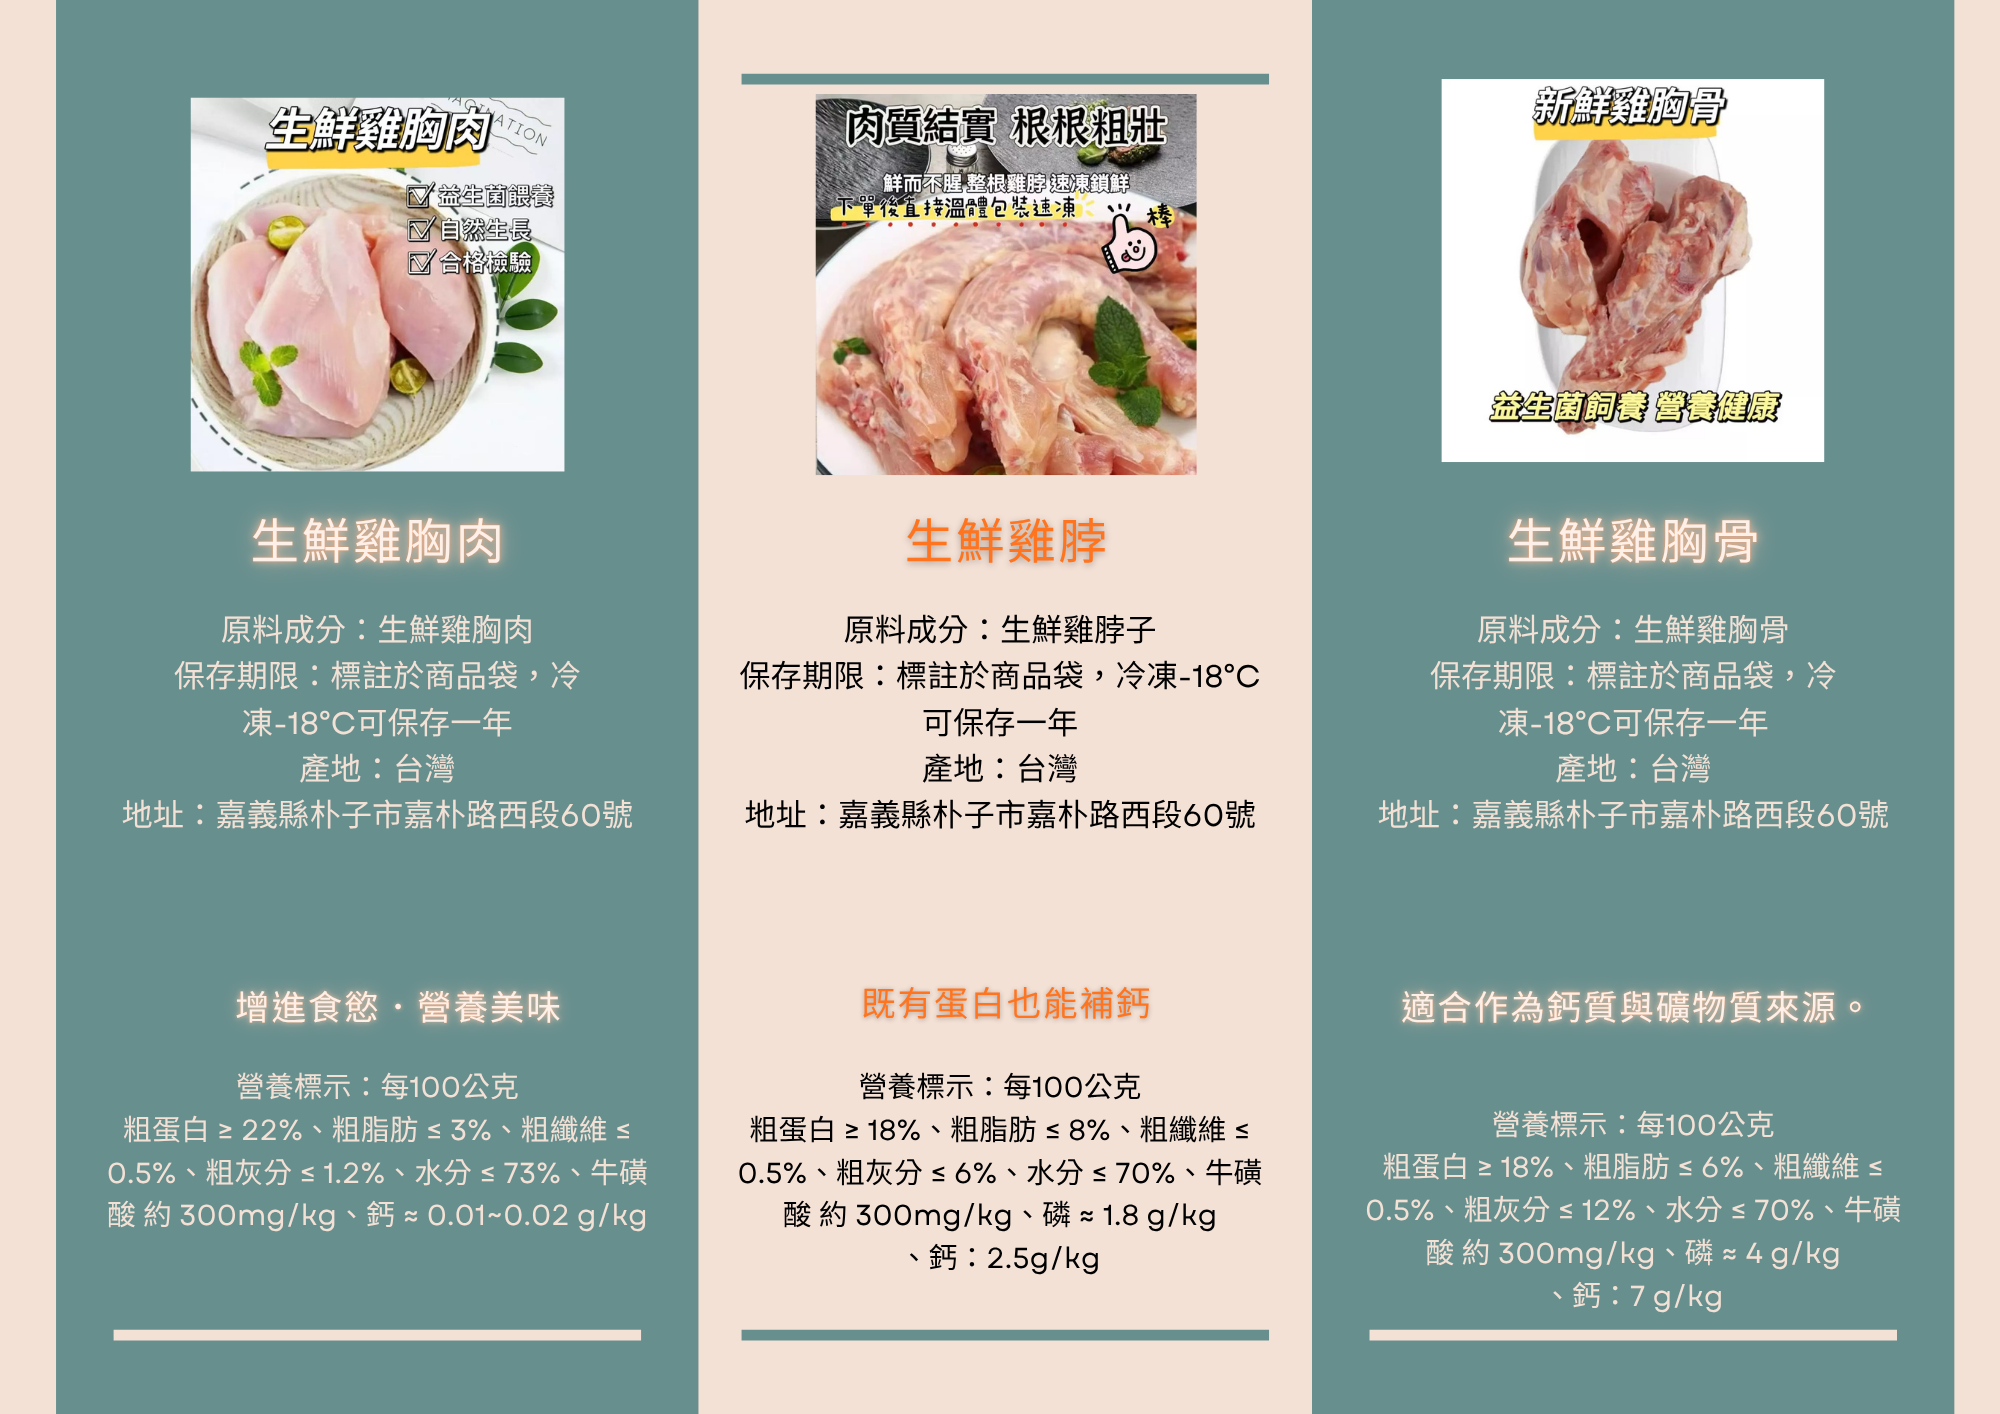 生鮮雞胸肉
益生菌餵養
自然生長
合格檢驗
生鮮雞胸肉
原料成分：生鮮雞胸肉
保存期限：標註於商品袋，冷
凍-18°C可保存一年
產地：台灣
地址：嘉義縣朴子市嘉朴路西段60號
增進食慾．營養美味
營養標示：每100公克
粗蛋白 ≥ 22%、粗脂肪 ≤ 3%、粗纖維 ≤
0.5%、粗灰分 ≤ 1.2%、水分 ≤ 73%、牛磺
酸 約 300mg/kg、鈣 ≈ 0.01~0.02 g/kg
肉質結實 根根粗壯
鮮而不腥 整根雞脖 速凍鎖鮮
下單後直接溫體包裝速凍
棒
生鮮雞脖
原料成分：生鮮雞脖子
保存期限：標註於商品袋，冷凍-18°C
可保存一年
產地：台灣
地址：嘉義縣朴子市嘉朴路西段60號
既有蛋白也能補鈣
營養標示：每100公克
粗蛋白 ≥ 18%、粗脂肪 ≤ 8%、粗纖維 ≤
0.5%、粗灰分 ≤ 6%、水分 ≤ 70%、牛磺
酸 約 300mg/kg、磷 ≈ 1.8 g/kg
、鈣：2.5g/kg
新鮮雞胸骨
益生菌飼養 營養健康
生鮮雞胸骨
原料成分：生鮮雞胸骨
保存期限：標註於商品袋，冷
凍-18°C可保存一年
產地：台灣
地址：嘉義縣朴子市嘉朴路西段60號
適合作為鈣質與礦物質來源。
營養標示：每100公克
粗蛋白 ≥ 18%、粗脂肪 ≤ 6%、粗纖維 ≤
0.5%、粗灰分 ≤ 12%、水分 ≤ 70%、牛磺
酸 約 300mg/kg、磷 ≈ 4 g/kg
、鈣：7 g/kg